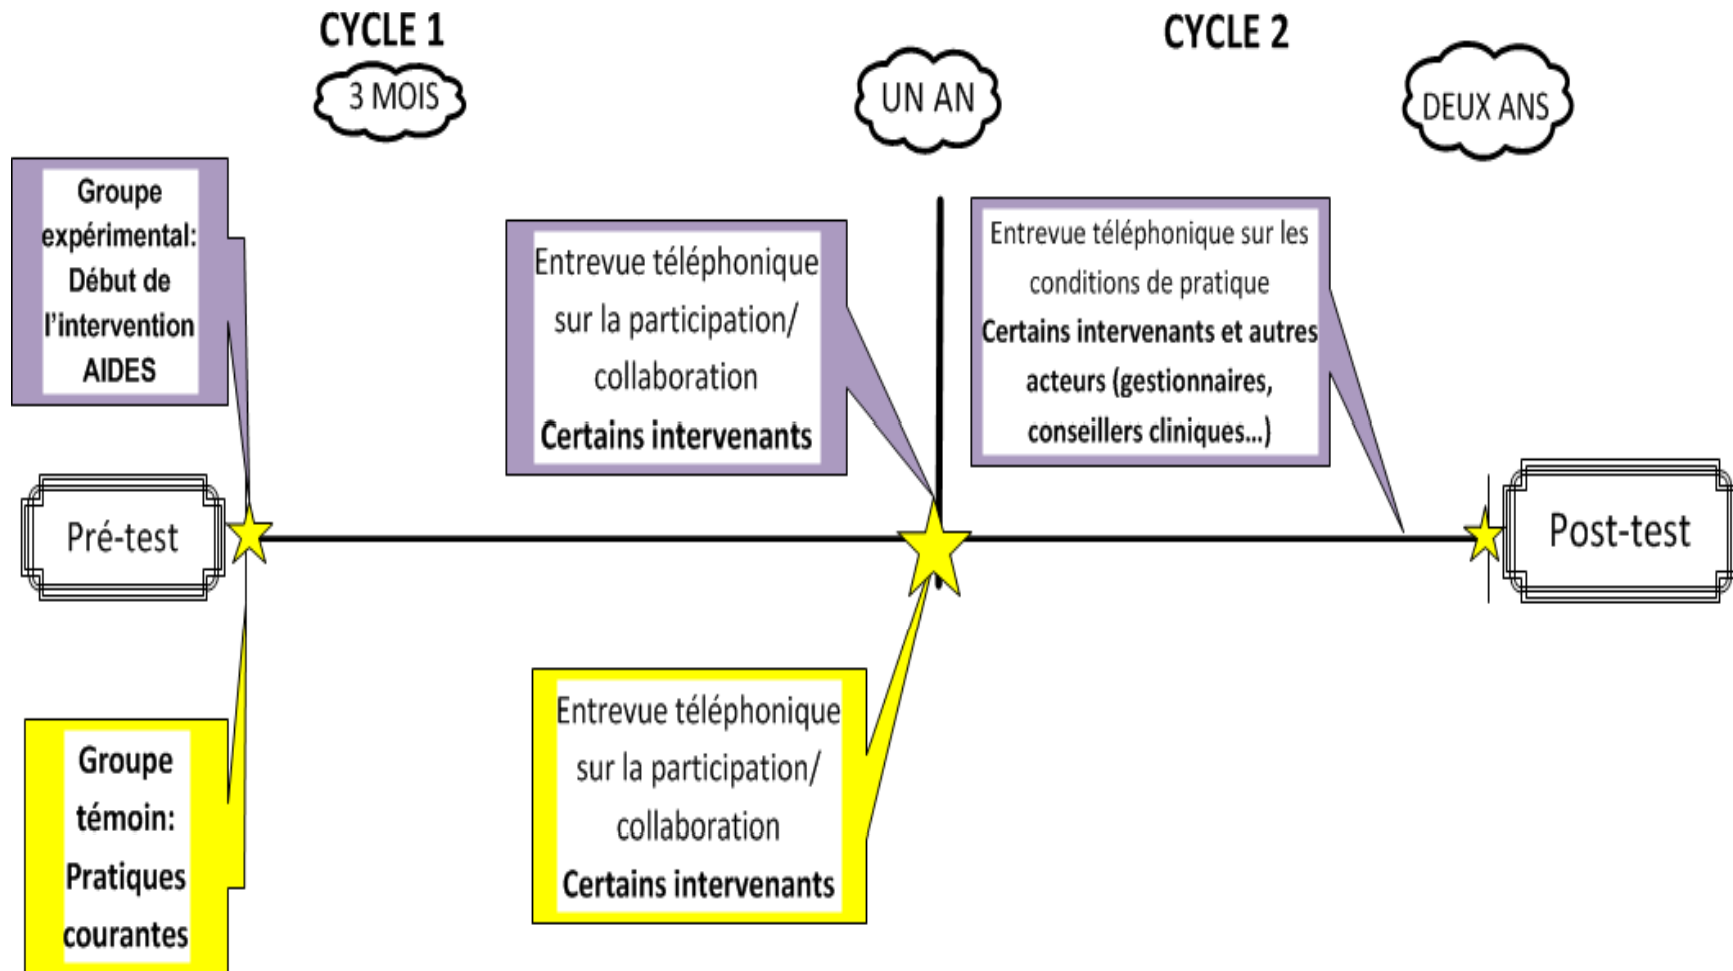 CYCLE 1
CYCLE 2
3 MOIS
UN AN
DEUX ANS
Groupe
expérimental:
Début de
l'intervention
AIDES
Entrevue téléphonique
sur la participation/
collaboration
Certains intervenants
Entrevue téléphonique sur les
conditions de pratique
Certains intervenants et autres
acteurs (gestionnaires,
conseillers cliniques...)
Pré-test
Post-test
Groupe
témoin:
Pratiques
courantes
Entrevue téléphonique
sur la participation/
collaboration
Certains intervenants